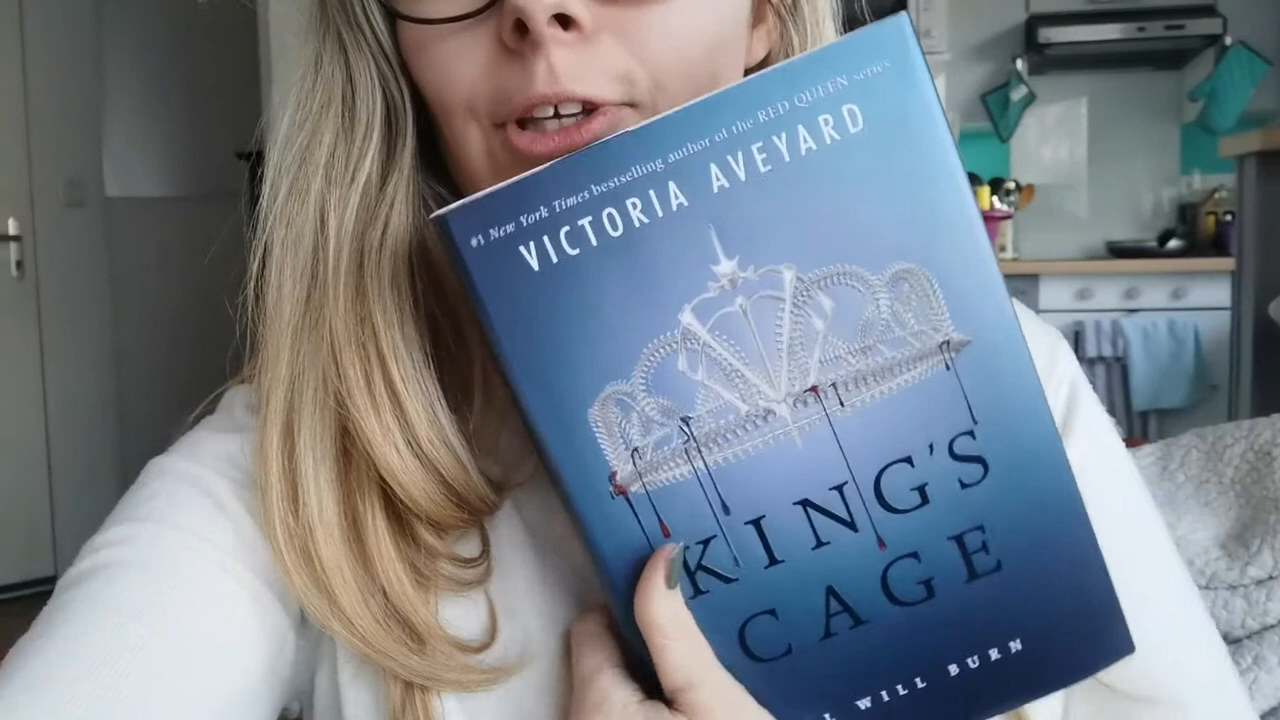 #1 New York Times bestselling author of the RED QUEEN series
VICTORIA AVEYARD
KING'S
CAGE
WILL BURN